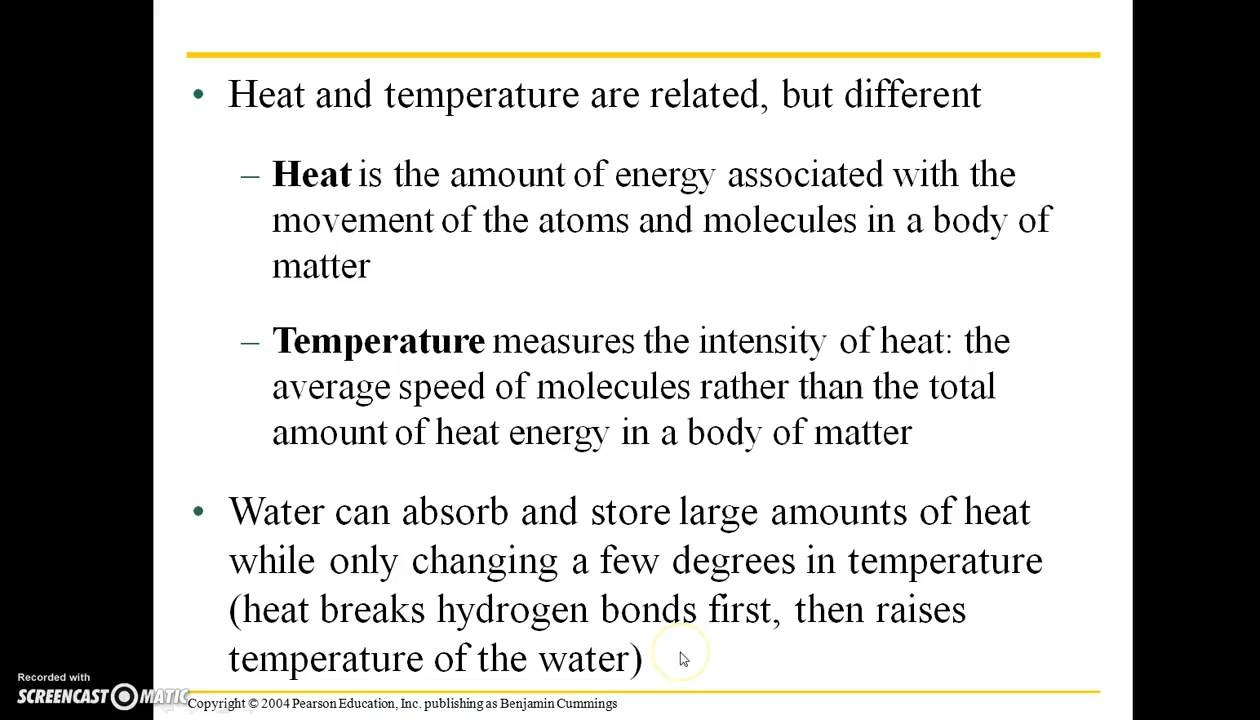 • Heat and temperature are related, but different
– Heat is the amount of energy associated with the
movement of the atoms and molecules in a body of
matter
– Temperature measures the intensity of heat: the
average speed of molecules rather than the total
amount of heat energy in a body of matter
• Water can absorb and store large amounts of heat
while only changing a few degrees in temperature
(heat breaks hydrogen bonds first, then raises
temperature of the water)
Recorded with
SCREENCAST MATIC
Copyright © 2004 Pearson Education, Inc. publishing as Benjamin Cummings